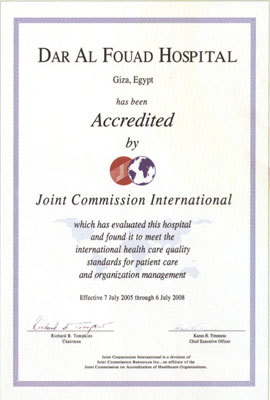 DAR AL FOUAD HOSPITAL
Giza, Egypt
has been
Accredited
by
Joint Commission International
which has evaluated this hospital
and found it to meet the
international health care quality
standards for patient care
and organization management
Effective 7 July 2005 through 6 July 2008
Richard B. Tompkins
Chairman
Karen H. Timmons
Chief Executive Officer
Joint Commission International is a division of
Joint Commission Resources Inc., an affiliate of the
Joint Commission on Accreditation of Healthcare Organizations.